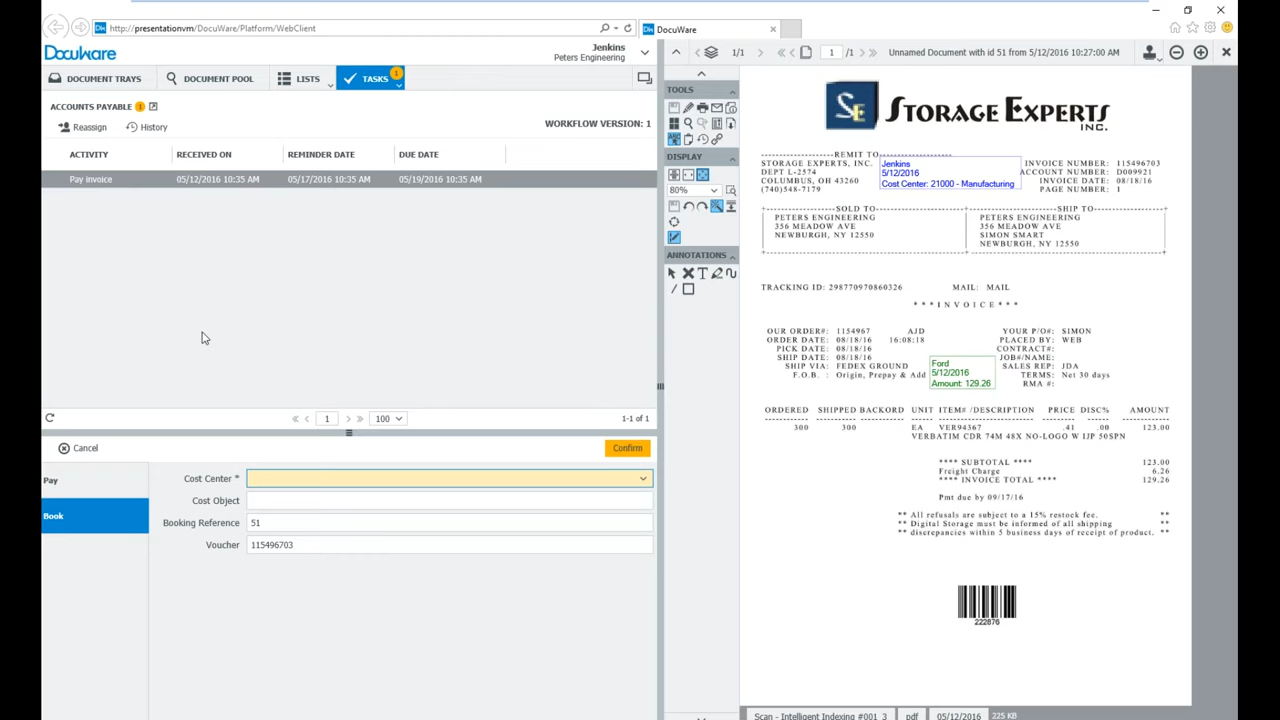 http://presentationvm/DocuWare/Platform/WebClient
DocuWare
DocuWare
Jenkins
Peters Engineering
DOCUMENT TRAYS
DOCUMENT POOL
LISTS
TASKS
1
ACCOUNTS PAYABLE 1
Reassign
History
WORKFLOW VERSION: 1
ACTIVITY RECEIVED ON REMINDER DATE DUE DATE
Pay invoice 05/12/2016 10:35 AM 05/17/2016 10:35 AM 05/19/2016 10:35 AM
1
100
1-1 of 1
Cancel
Confirm
Pay
Book
Cost Center *
Cost Object
Booking Reference 51
Voucher 115496703
1/1
1 /1
Unnamed Document with id 51 from 5/12/2016 10:27:00 AM
TOOLS
DISPLAY
80%
ANNOTATIONS
SE
STORAGE EXPERTS
INC.
REMIT TO
STORAGE EXPERTS, INC.
DEPT L-2574
COLUMBUS, OH 43260
(740)548-7179
Jenkins
5/12/2016
Cost Center: 21000 - Manufacturing
INVOICE NUMBER: 115496703
ACCOUNT NUMBER: D009921
INVOICE DATE: 08/18/16
PAGE NUMBER: 1
SOLD TO
PETERS ENGINEERING
356 MEADOW AVE
NEWBURGH, NY 12550
SHIP TO
PETERS ENGINEERING
356 MEADOW AVE
SIMON SMART
NEWBURGH, NY 12550
TRACKING ID: 298770970860326 MAIL: MAIL
***INVOICE***
OUR ORDER#: 1154967 AJD
ORDER DATE: 08/18/16 16:08:18
PICK DATE: 08/18/16
SHIP DATE: 08/18/16
SHIP VIA: FEDEX GROUND
F.O.B. : Origin, Prepay & Add
Ford
5/12/2016
Amount: 129.26
YOUR P/O#: SIMON
PLACED BY: WEB
CONTRACT#:
JOB#/NAME:
SALES REP: JDA
TERMS: Net 30 days
RMA #:
ORDERED SHIPPED BACKORD UNIT ITEM# /DESCRIPTION PRICE DISC% AMOUNT
300 300 EA VER94367 .41 .00 123.00
VERBATIM CDR 74M 48X NO-LOGO W IJP 50SPN
**** SUBTOTAL **** 123.00
Freight Charge 6.26
**** INVOICE TOTAL **** 129.26
Pmt due by 09/17/16
** All refusals are subject to a 15% restock fee. **
** Digital Storage must be informed of all shipping **
** discrepancies within 5 business days of receipt of product. **
222876
Scan - Intelligent Indexing #001_3
pdf
05/12/2016
225 KB